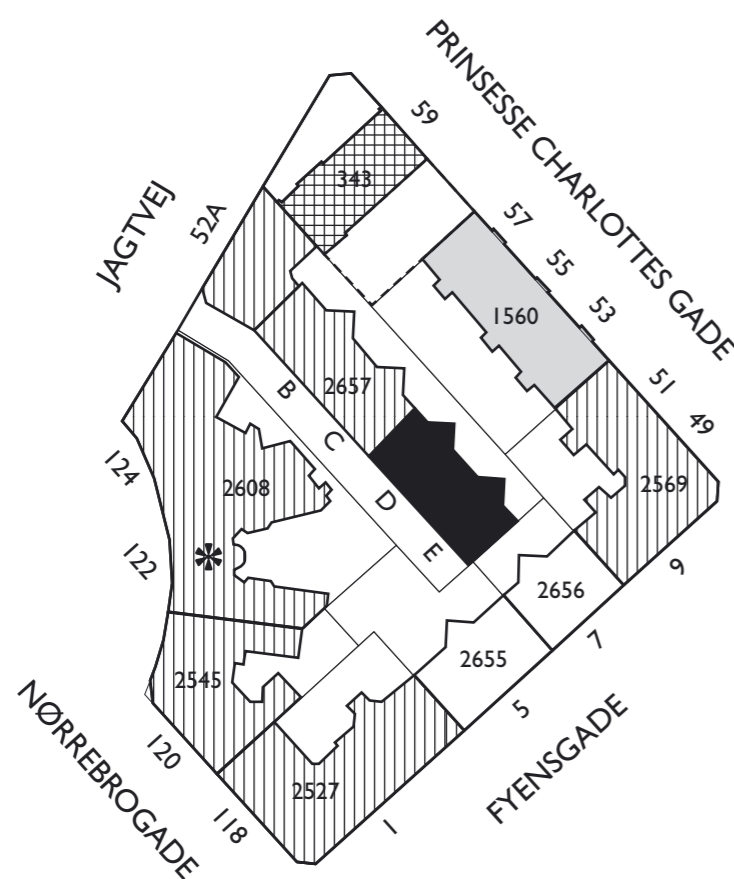 PRINSESSE CHARLOTTES GADE
59
343
JAGTVEJ
52A
57
55
53
1560
51
49
2657
B
C
D
E
2569
9
124
2608
122
2656
7
2655
5
2545
FYENSGADE
NØRREBROGADE
120
118
2527
1